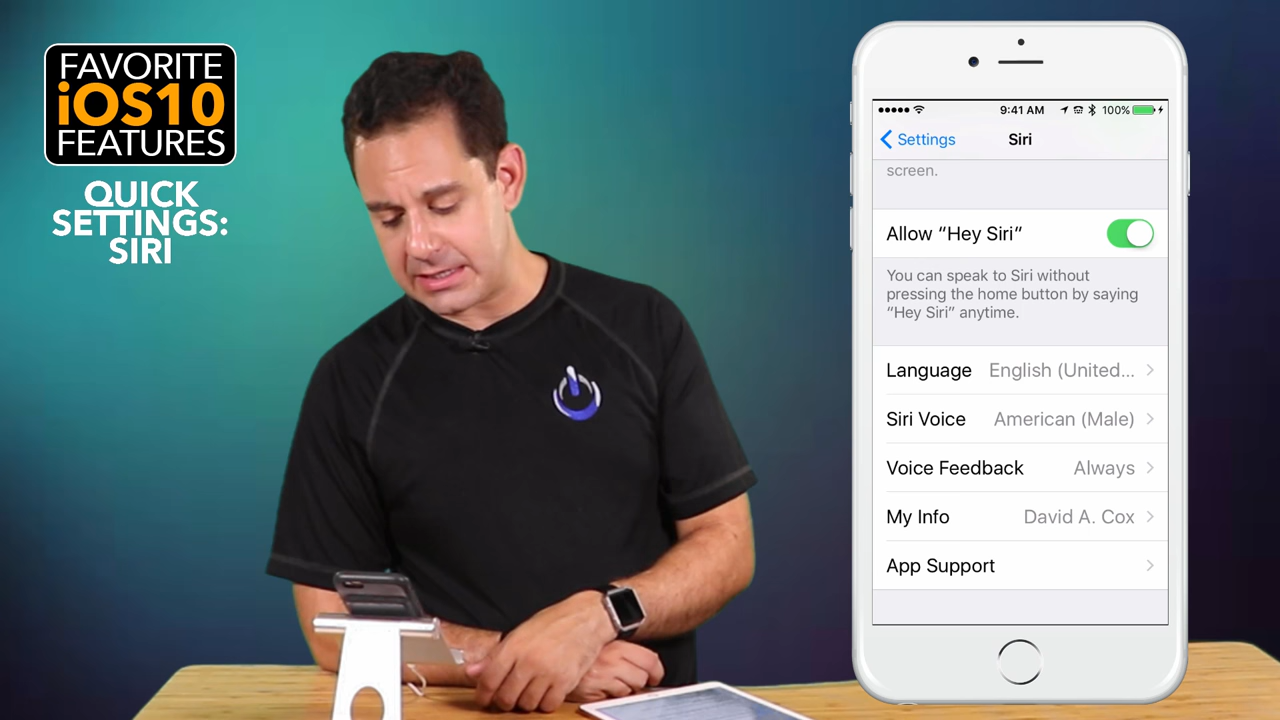 FAVORITE
iOS10
FEATURES
QUICK
SETTINGS:
SIRI
9:41 AM 100%
Settings Siri
screen.
Allow “Hey Siri”
You can speak to Siri without
pressing the home button by saying
“Hey Siri” anytime.
Language English (United...
Siri Voice American (Male)
Voice Feedback Always
My Info David A. Cox
App Support